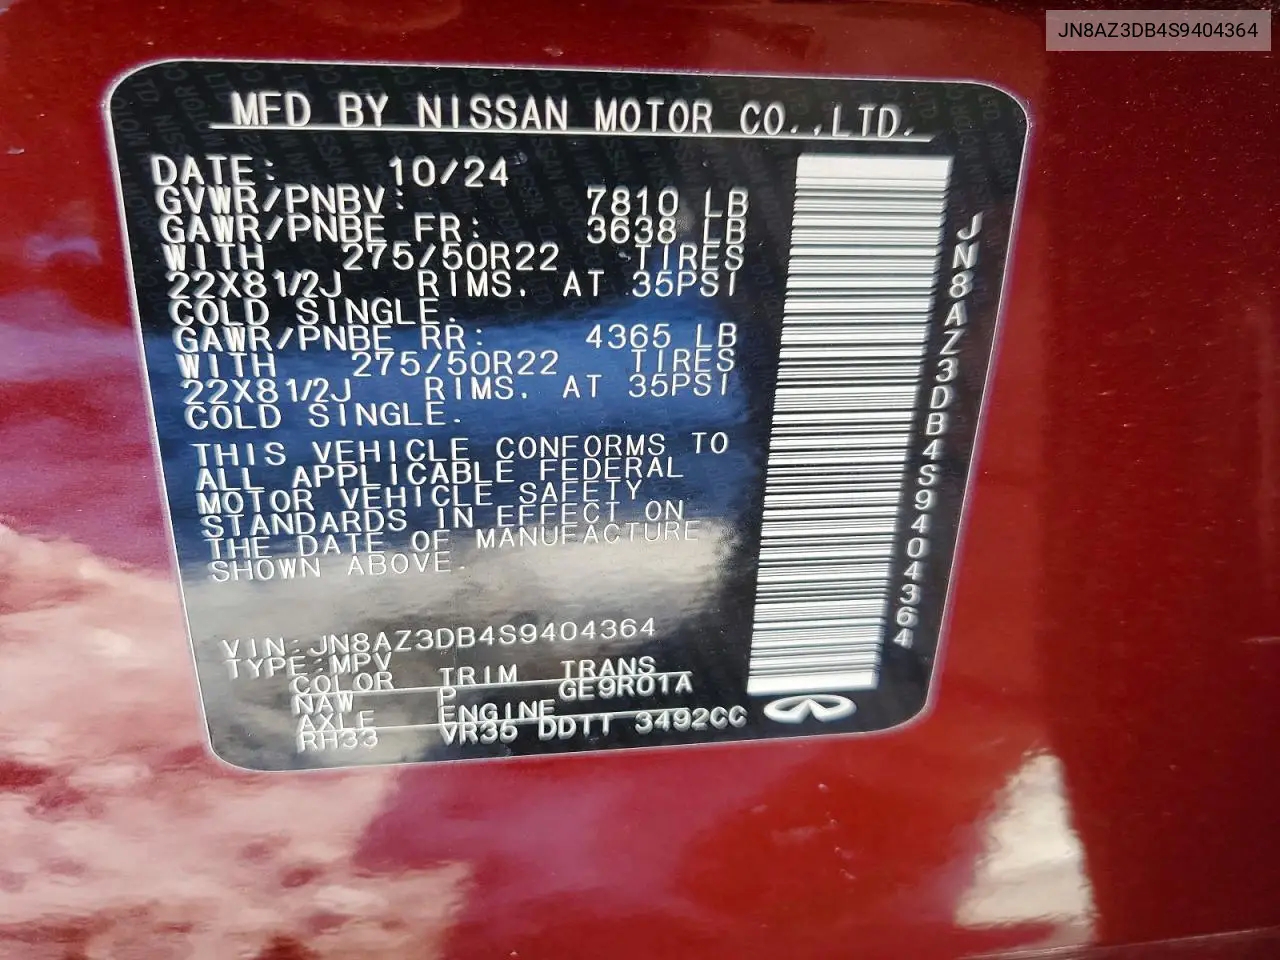 JN8AZ3DB4S9404364
MFD BY NISSAN MOTOR CO.,LTD.
DATE: 10/24
GVWR/PNBV: 7810 LB
GAWR/PNBE FR: 3638 LB
WITH 275/50R22 TIRES
22X81/2J RIMS. AT 35PSI
COLD SINGLE.
GAWR/PNBE RR: 4365 LB
WITH 275/50R22 TIRES
22X81/2J RIMS. AT 35PSI
COLD SINGLE.
THIS VEHICLE CONFORMS TO
ALL APPLICABLE FEDERAL
MOTOR VEHICLE SAFETY
STANDARDS IN EFFECT ON
THE DATE OF MANUFACTURE
SHOWN ABOVE.
VIN:JN8AZ3DB4S9404364
TYPE:MPV
COLOR TRIM TRANS
NAW P GE9R01A
AXLE ENGINE
RH33 VR35 DDTT 3492CC
JN8AZ3DB4S9404364